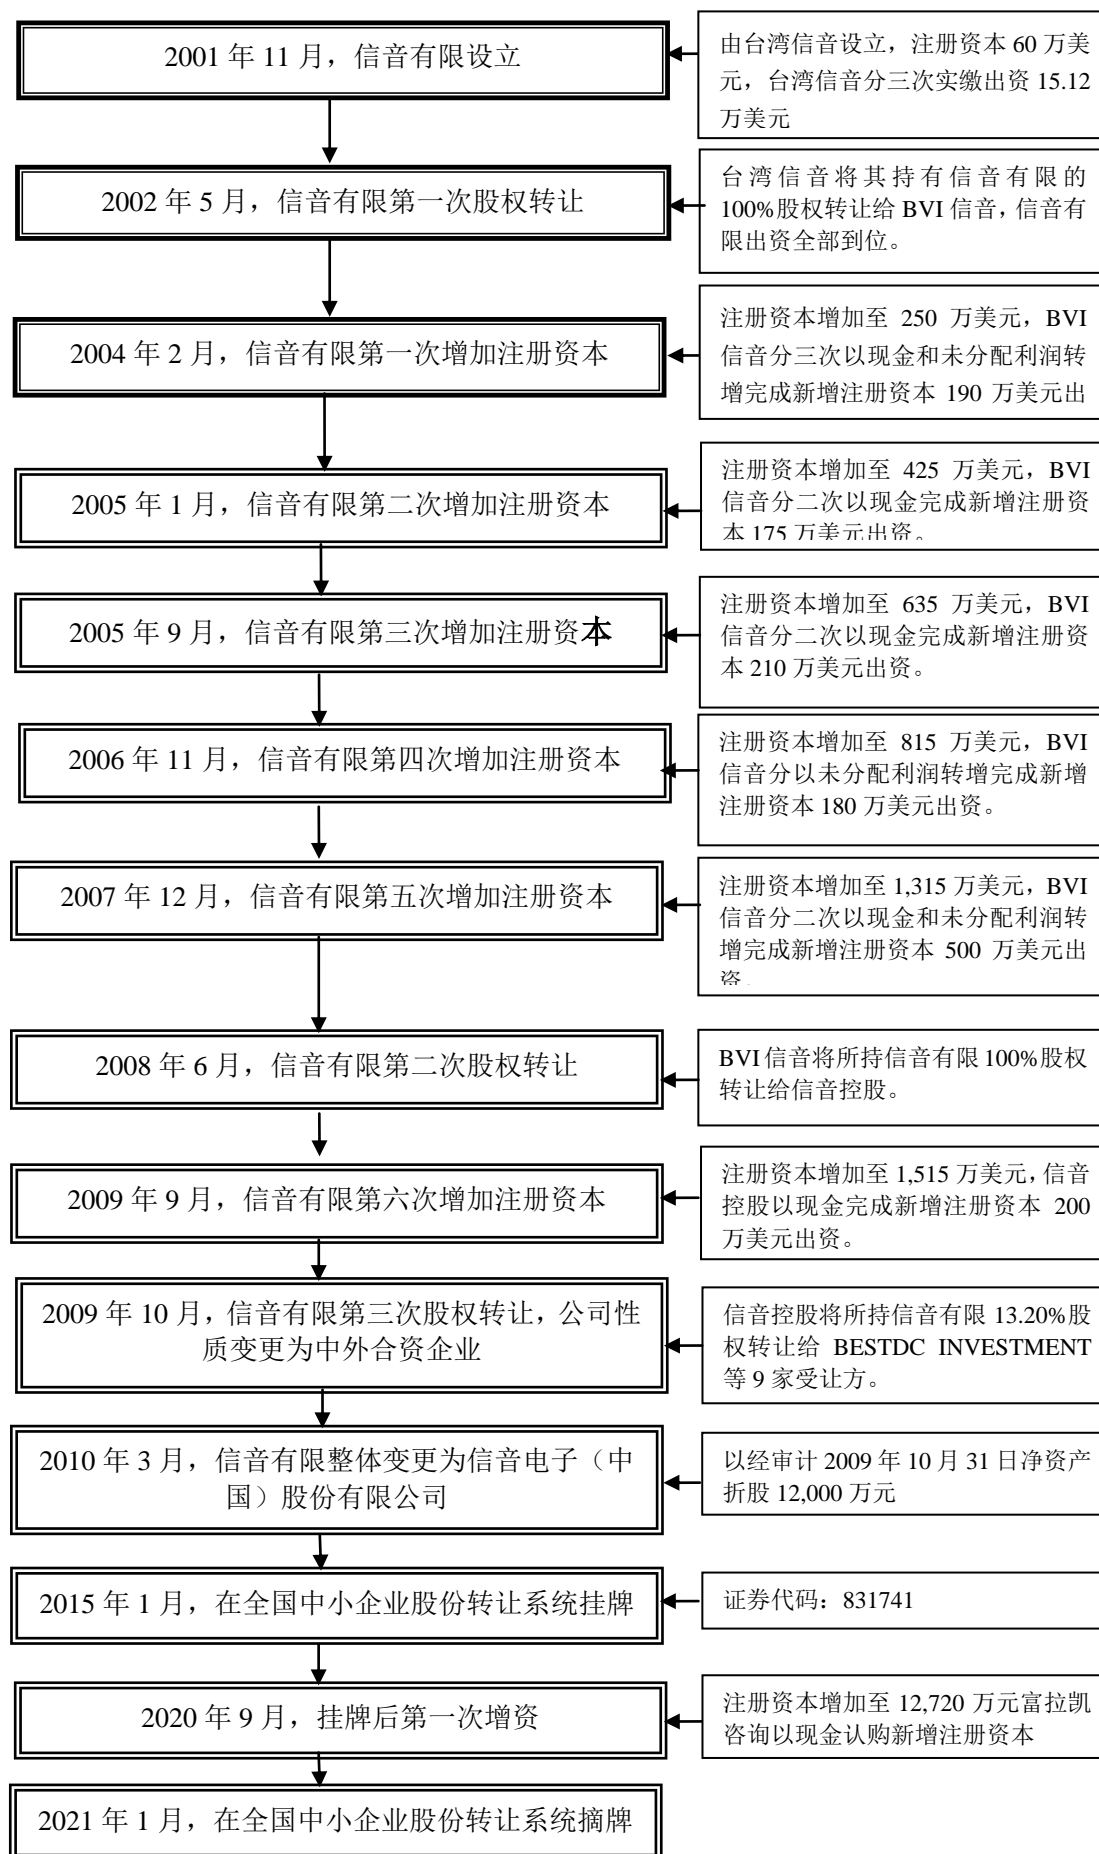 2001 年 11 月，信音有限设立
由台湾信音设立，注册资本 60 万美
元，台湾信音分三次实缴出资 15.12
万美元
2002 年 5 月，信音有限第一次股权转让
台湾信音将其持有信音有限的
100%股权转让给 BVI 信音，信音有
限出资全部到位。
2004 年 2 月，信音有限第一次增加注册资本
注册资本增加至 250 万美元，BVI
信音分三次以现金和未分配利润转
增完成新增注册资本 190 万美元出
2005 年 1 月，信音有限第二次增加注册资本
注册资本增加至 425 万美元，BVI
信音分二次以现金完成新增注册资
本 175 万美元出资。
2005 年 9 月，信音有限第三次增加注册资本
注册资本增加至 635 万美元，BVI
信音分二次以现金完成新增注册资
本 210 万美元出资。
2006 年 11 月，信音有限第四次增加注册资本
注册资本增加至 815 万美元，BVI
信音分以未分配利润转增完成新增
注册资本 180 万美元出资。
2007 年 12 月，信音有限第五次增加注册资本
注册资本增加至 1,315 万美元，BVI
信音分二次以现金和未分配利润转
增完成新增注册资本 500 万美元出
资。
2008 年 6 月，信音有限第二次股权转让
BVI 信音将所持信音有限 100%股权
转让给信音控股。
2009 年 9 月，信音有限第六次增加注册资本
注册资本增加至 1,515 万美元，信音
控股以现金完成新增注册资本 200
万美元出资。
2009 年 10 月，信音有限第三次股权转让，公司性
质变更为中外合资企业
信音控股将所持信音有限 13.20%股
权转让给 BESTDC INVESTMENT
等 9 家受让方。
2010 年 3 月，信音有限整体变更为信音电子（中
国）股份有限公司
以经审计 2009 年 10 月 31 日净资产
折股 12,000 万元
2015 年 1 月，在全国中小企业股份转让系统挂牌
证券代码：831741
2020 年 9 月，挂牌后第一次增资
注册资本增加至 12,720 万元富拉凯
咨询以现金认购新增注册资本
2021 年 1 月，在全国中小企业股份转让系统摘牌